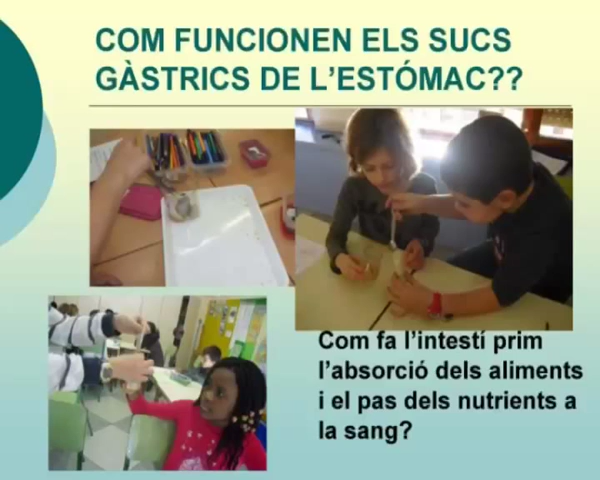 COM FUNCIONEN ELS SUCS
GÀSTRICS DE L'ESTÓMAC??
Com fa l'intestí prim
l'absorció dels aliments
i el pas dels nutrients a
la sang?